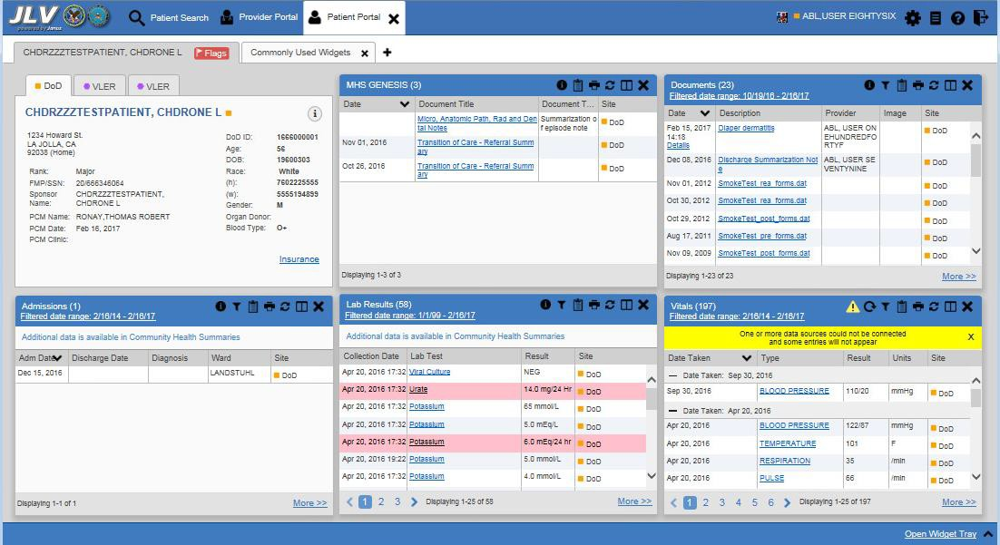 JLV
powered by Janus
Patient Search
Provider Portal
Patient Portal
ABL,USER EIGHTYSIX
CHDRZZZTESTPATIENT, CHDRONE L
Flags
Commonly Used Widgets
DoD
VLER
VLER
CHDRZZZTESTPATIENT, CHDRONE L
1234 Howard St.
LA JOLLA, CA
92038 (Home)
Rank: Major
FMP/SSN: 20/666346064
Sponsor Name: CHDRZZZTESTPATIENT, CHDRONE L
PCM Name: RONAY,THOMAS ROBERT
PCM Date: Feb 16, 2017
PCM Clinic:
DoD ID: 1666000001
Age: 56
DOB: 19600303
Race: White
(h): 7602225555
(w): 5555194899
Gender: M
Organ Donor:
Blood Type: O+
Insurance
MHS GENESIS (3)
Date Document Title Document T... Site
Micro, Anatomic Path, Rad and Den
tal Notes
Summarization o
f episode note
DoD
Nov 01, 2016 Transition of Care - Referral Summ
ary
DoD
Oct 26, 2016 Transition of Care - Referral Summ
ary
DoD
Displaying 1-3 of 3
Documents (23)
Filtered date range: 10/19/16 - 2/16/17
Date Description Provider Image Site
Feb 15, 2017
14:18
Details
Diaper dermatitis
ABL, USER ON
EHUNDREDFO
RTYF
DoD
Dec 08, 2016
Discharge Summarization Not
e
ABL, USER SE
VENTYNINE
DoD
Nov 01, 2012 SmokeTest_rea_forms.dat DoD
Oct 30, 2012 SmokeTest_rea_forms.dat DoD
Oct 29, 2012 SmokeTest_post_forms.dat DoD
Aug 17, 2011 SmokeTest_pre_forms.dat DoD
Nov 09, 2009 SmokeTest_post_forms.dat DoD
Displaying 1-23 of 23
More >>
Admissions (1)
Filtered date range: 2/16/14 - 2/16/17
Additional data is available in Community Health Summaries
Adm Date Discharge Date Diagnosis Ward Site
Dec 15, 2016 LANDSTUHL DoD
Displaying 1-1 of 1
More >>
Lab Results (58)
Filtered date range: 1/1/99 - 2/16/17
Additional data is available in Community Health Summaries
Collection Date Lab Test Result Site
Apr 20, 2016 17:32 Viral Culture NEG DoD
Apr 20, 2016 17:32 Urate 14.0 mg/24 Hr DoD
Apr 20, 2016 17:32 Potassium 65 mmol/L DoD
Apr 20, 2016 17:32 Potassium 5.0 mEq/L DoD
Apr 20, 2016 17:32 Potassium 6.0 mEq/24 hr DoD
Apr 20, 2016 19:22 Potassium 5.0 mmol/L DoD
Apr 20, 2016 17:32 Potassium 4.0 mmol/L DoD
1 2 3 Displaying 1-25 of 58
More >>
Vitals (197)
Filtered date range: 2/16/14 - 2/16/17
One or more data sources could not be connected
and some entries will not appear
X
Date Taken Type Result Units Site
Date Taken: Sep 30, 2016
Sep 30, 2016 BLOOD PRESSURE 110/20 mmHg DoD
Date Taken: Apr 20, 2016
Apr 20, 2016 BLOOD PRESSURE 122/87 mmHg DoD
Apr 20, 2016 TEMPERATURE 101 F DoD
Apr 20, 2016 RESPIRATION 35 /min DoD
Apr 20, 2016 PULSE 66 /min DoD
1 2 3 4 5 6 Displaying 1-25 of 197
More >>
Open Widget Tray